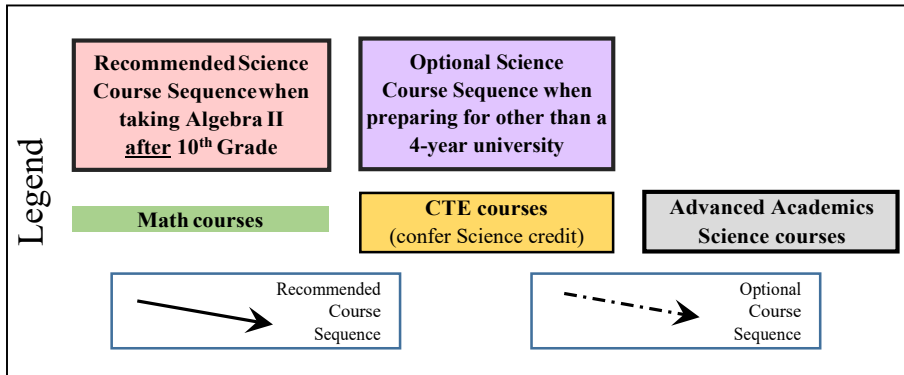 Legend
Recommended Science
Course Sequence when
taking Algebra II
after 10th Grade
Optional Science
Course Sequence when
preparing for other than a
4-year university
Math courses
CTE courses
(confer Science credit)
Advanced Academics
Science courses
Recommended
Course
Sequence
Optional
Course
Sequence